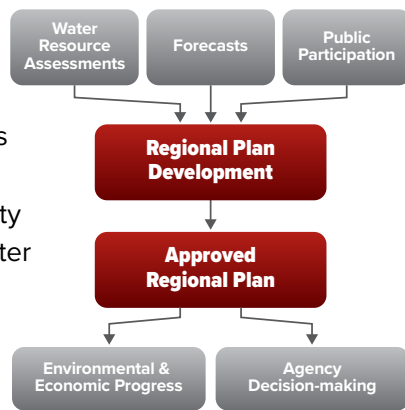 Water
Resource
Assessments
Forecasts
Public
Participation
Regional Plan
Development
Approved
Regional Plan
Environmental &
Economic Progress
Agency
Decision-making